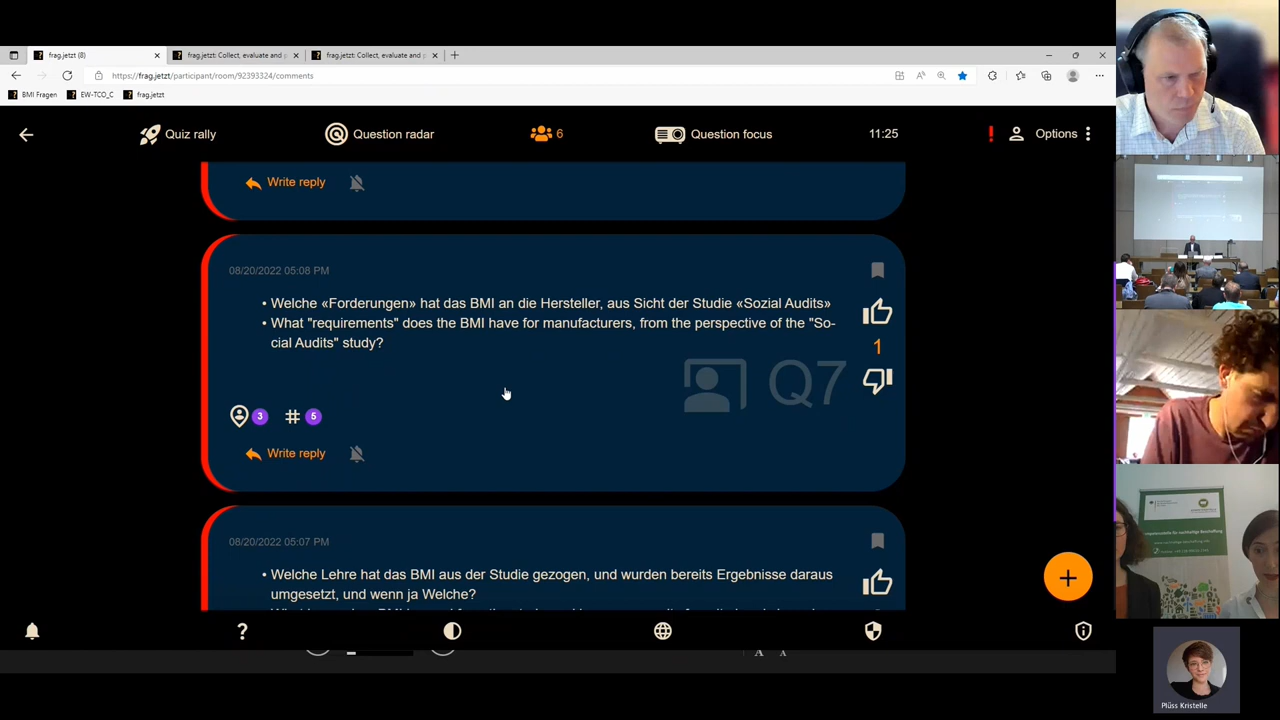 frag.jetzt (8)
frag.jetzt: Collect, evaluate and
frag.jetzt: Collect, evaluate and
https://frag.jetzt/participant/room/92393324/comments
BMI Fragen
EW-TCO_C
frag.jetzt
Quiz rally
Question radar
6
Question focus
11:25
Options
Write reply
08/20/2022 05:08 PM
• Welche «Forderungen» hat das BMI an die Hersteller, aus Sicht der Studie «Sozial Audits»
• What "requirements" does the BMI have for manufacturers, from the perspective of the "So-
cial Audits" study?
1
Q7
3
# 5
Write reply
08/20/2022 05:07 PM
• Welche Lehre hat das BMI aus der Studie gezogen, und wurden bereits Ergebnisse daraus
umgesetzt, und wenn ja Welche?
+
?
A A
Plüss Kristelle